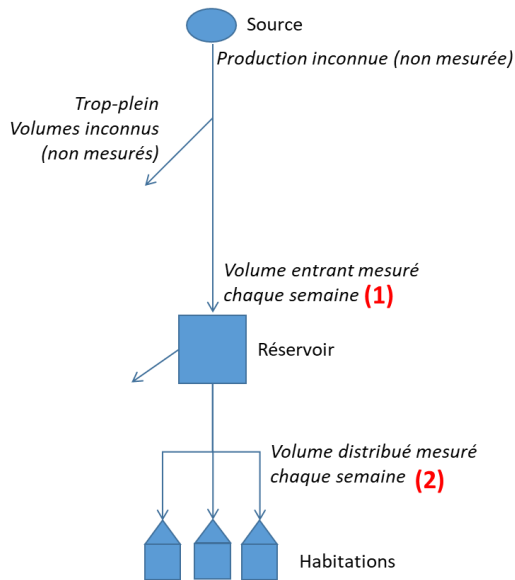 Source
Production inconnue (non mesurée)
Trop-plein
Volumes inconnus
(non mesurés)
Volume entrant mesuré
chaque semaine (1)
Réservoir
Volume distribué mesuré
chaque semaine (2)
Habitations